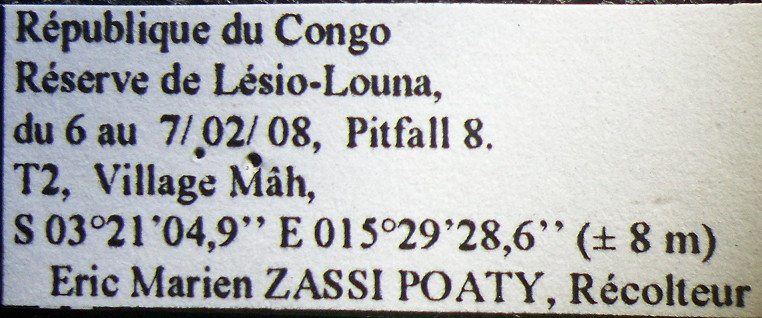 République du Congo
Réserve de Lésio-Louna,
du 6 au 7/ 02/ 08, Pitfall 8.
T2, Village Mâh,
S 03°21’04,9’’ E 015°29’28,6’’ (± 8 m)
Eric Marien ZASSI POATY, Récolteur